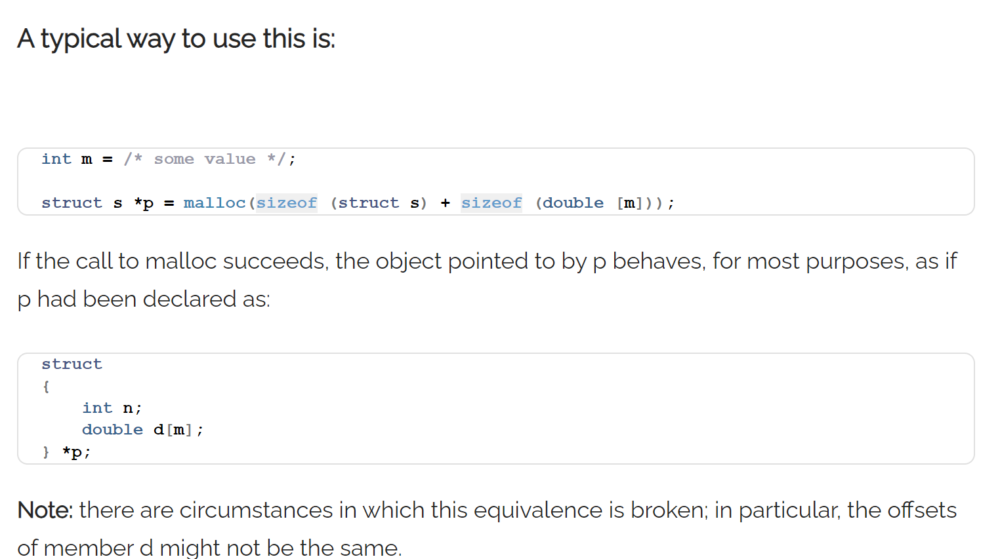 A typical way to use this is:
int m = /* some value */;
struct s *p = malloc(sizeof (struct s) + sizeof (double [m]));
If the call to malloc succeeds, the object pointed to by p behaves, for most purposes, as if
p had been declared as:
struct
{
    int n;
    double d[m];
} *p;
Note: there are circumstances in which this equivalence is broken; in particular, the offsets
of member d might not be the same.